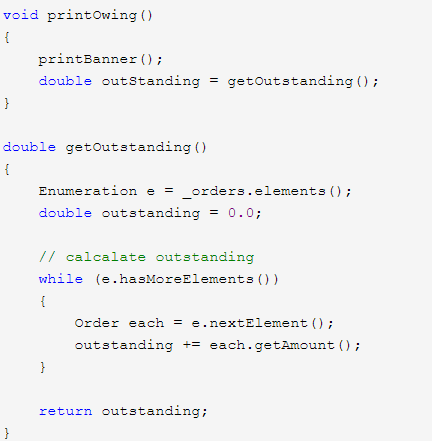 void printOwing()
{
    printBanner();
    double outStanding = getOutstanding();
}

double getOutstanding()
{
    Enumeration e = _orders.elements();
    double outstanding = 0.0;

    // calcalate outstanding
    while (e.hasMoreElements())
    {
        Order each = e.nextElement();
        outstanding += each.getAmount();
    }

    return outstanding;
}